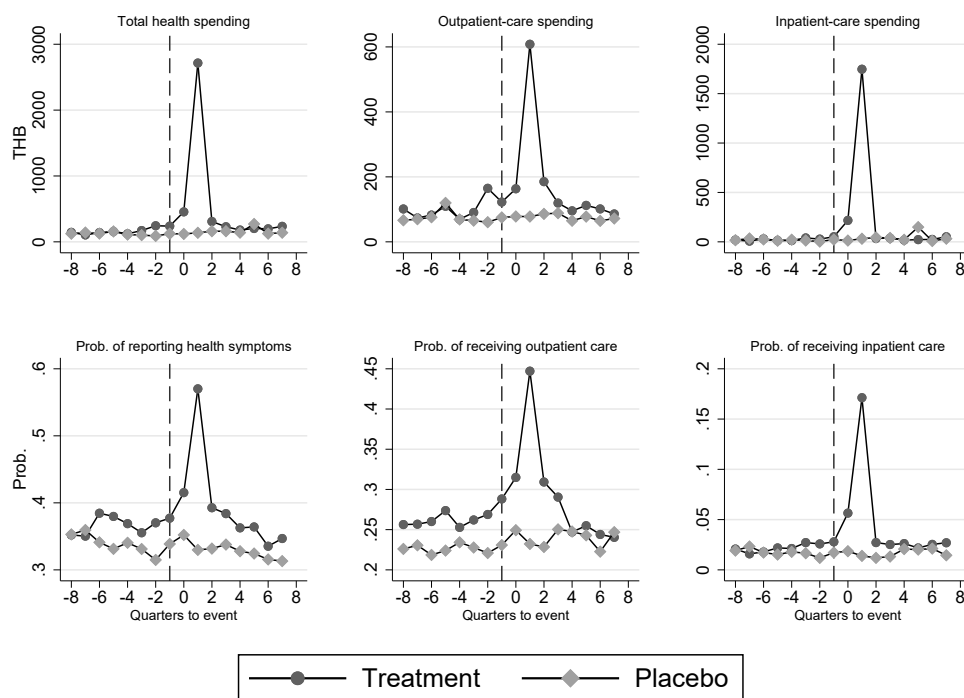 Total health spending
Outpatient-care spending
Inpatient-care spending
THB
3000
2000
1000
0
600
400
200
0
2000
1500
1000
500
0
-8 -6 -4 -2 0 2 4 6 8
-8 -6 -4 -2 0 2 4 6 8
-8 -6 -4 -2 0 2 4 6 8
Prob. of reporting health symptoms
Prob. of receiving outpatient care
Prob. of receiving inpatient care
Prob.
.6
.5
.4
.3
.45
.4
.35
.3
.25
.2
.2
.15
.1
.05
0
-8 -6 -4 -2 0 2 4 6 8
-8 -6 -4 -2 0 2 4 6 8
-8 -6 -4 -2 0 2 4 6 8
Quarters to event
Quarters to event
Quarters to event
Treatment
Placebo